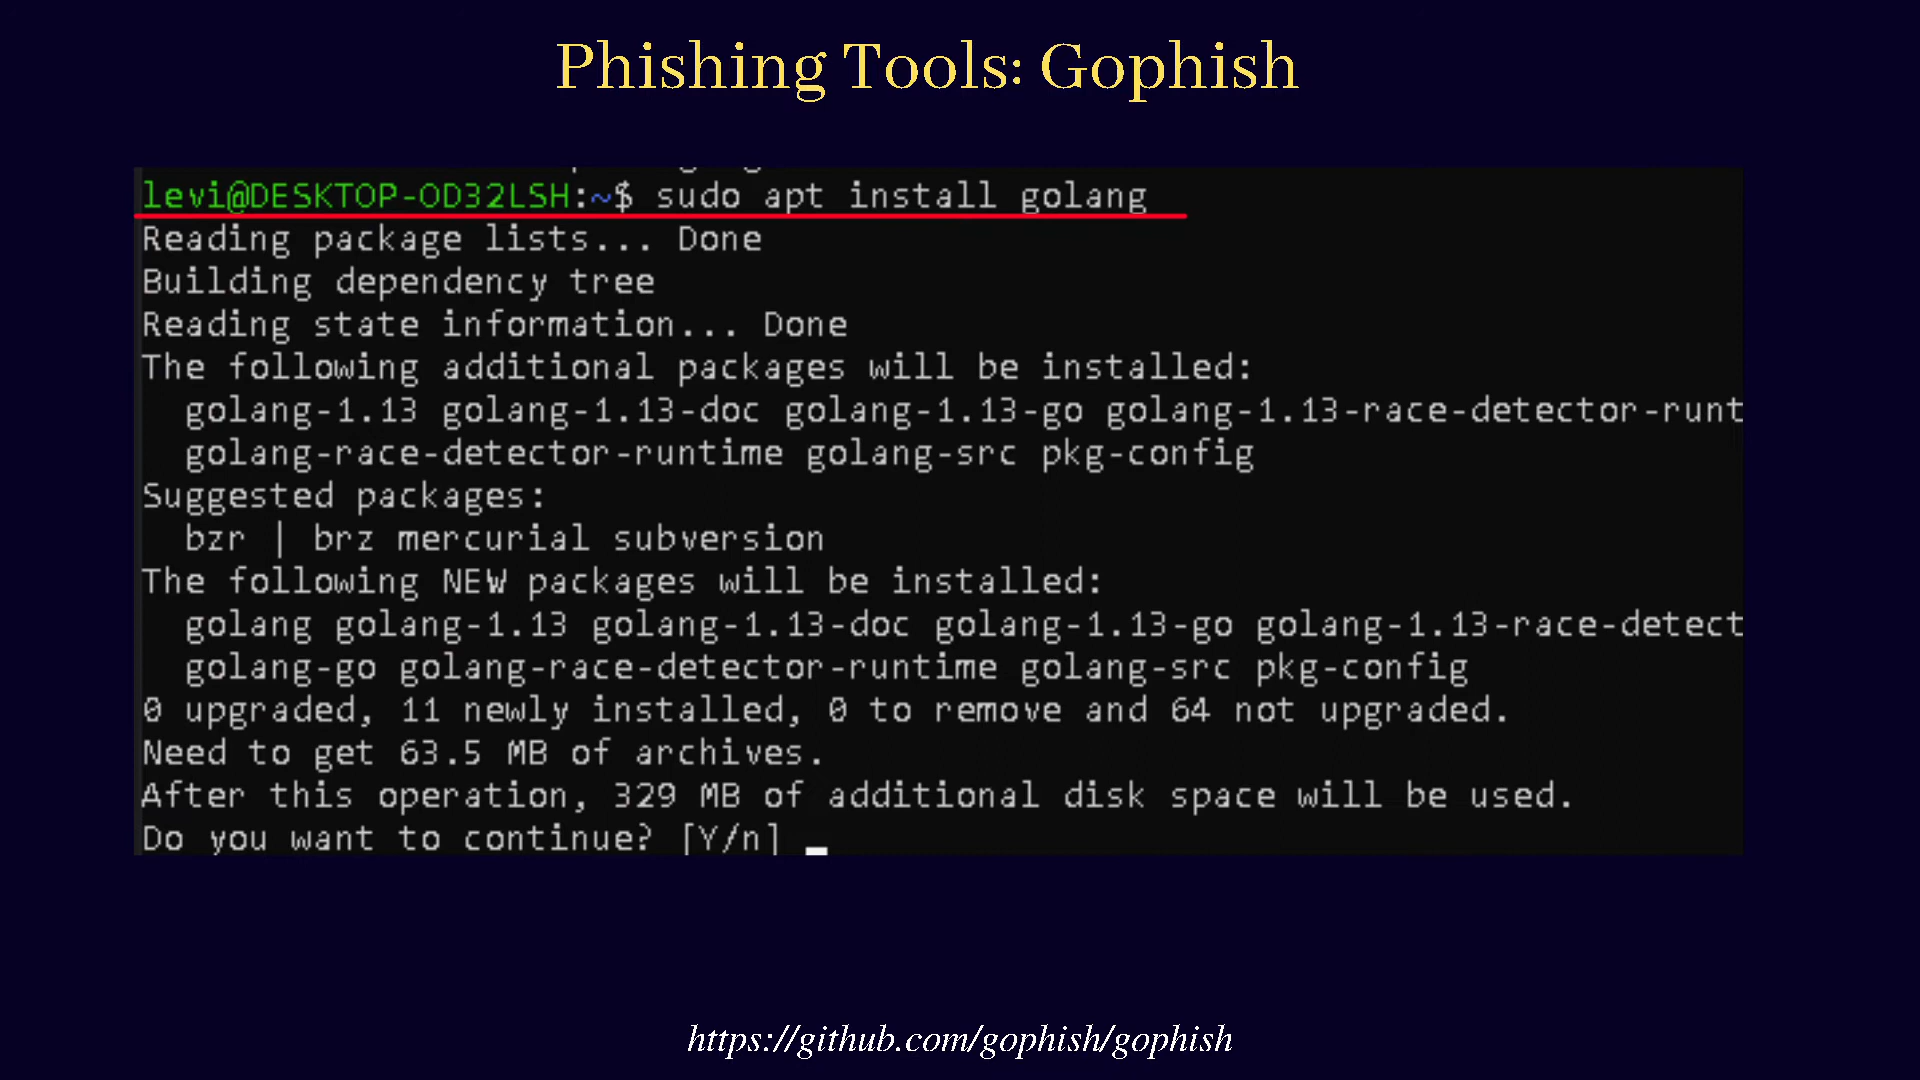 Phishing Tools: Gophish
levi@DESKTOP-OD32LSH:~$ sudo apt install golang
Reading package lists... Done
Building dependency tree
Reading state information... Done
The following additional packages will be installed:
  golang-1.13 golang-1.13-doc golang-1.13-go golang-1.13-race-detector-runt
  golang-race-detector-runtime golang-src pkg-config
Suggested packages:
  bzr | brz mercurial subversion
The following NEW packages will be installed:
  golang golang-1.13 golang-1.13-doc golang-1.13-go golang-1.13-race-detect
  golang-go golang-race-detector-runtime golang-src pkg-config
0 upgraded, 11 newly installed, 0 to remove and 64 not upgraded.
Need to get 63.5 MB of archives.
After this operation, 329 MB of additional disk space will be used.
Do you want to continue? [Y/n]
https://github.com/gophish/gophish